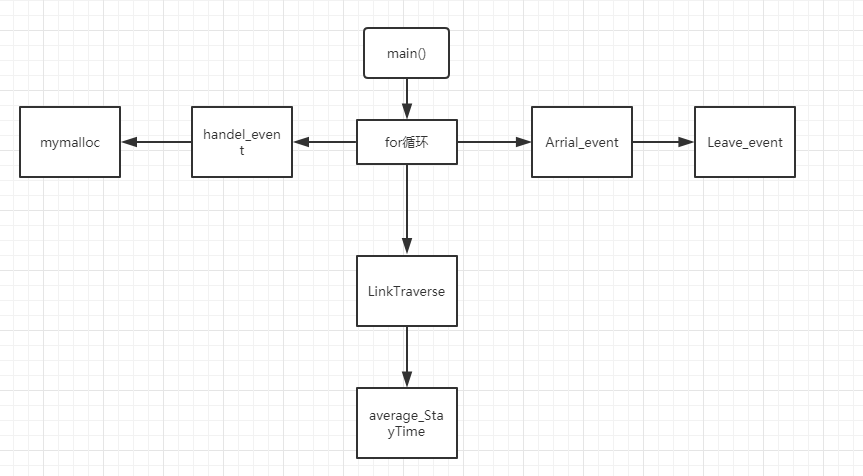 main()
mymalloc
handel_even
t
for循环
Arrial_event
Leave_event
LinkTraverse
average_Sta
yTime